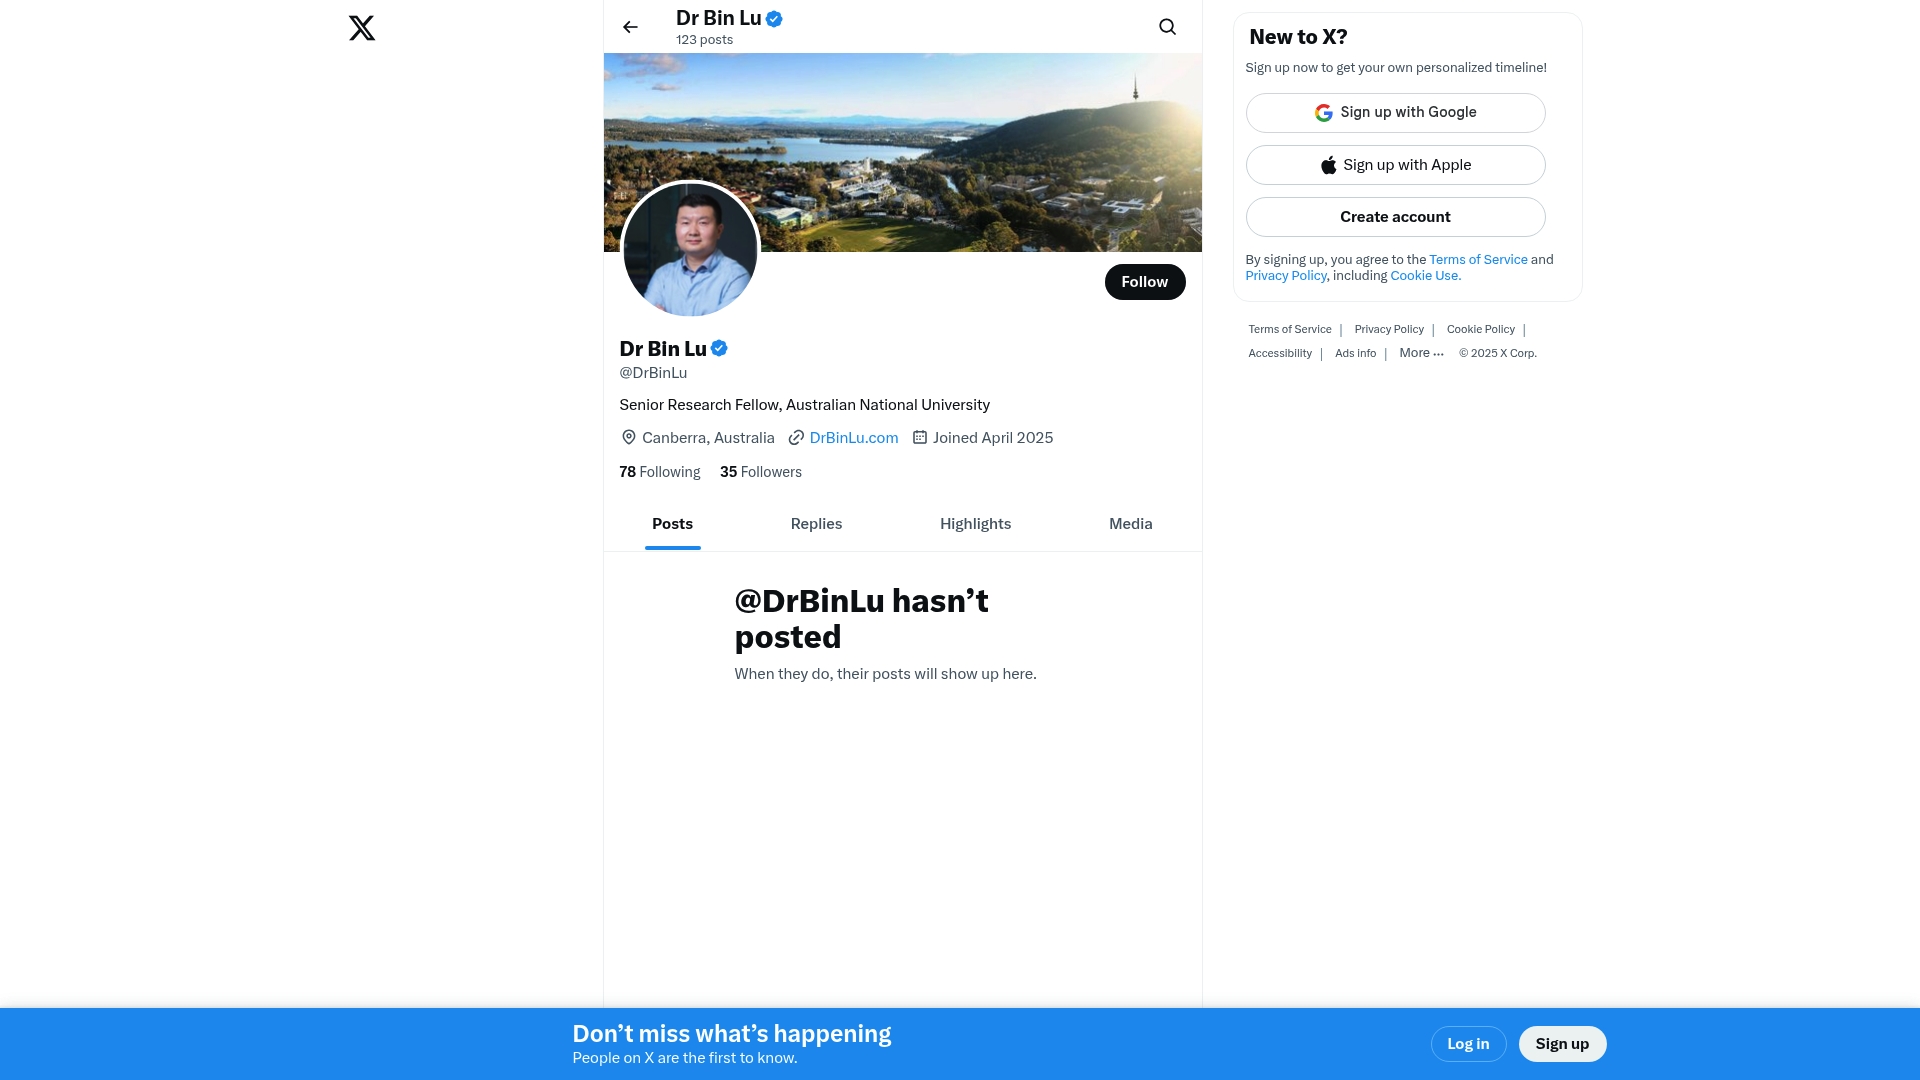 Dr Bin Lu
123 posts
Follow
Dr Bin Lu
@DrBinLu
Senior Research Fellow, Australian National University
Canberra, Australia DrBinLu.com Joined April 2025
78 Following 35 Followers
Posts Replies Highlights Media
@DrBinLu hasn’t
posted
When they do, their posts will show up here.
New to X?
Sign up now to get your own personalized timeline!
Sign up with Google
Sign up with Apple
Create account
By signing up, you agree to the Terms of Service and
Privacy Policy, including Cookie Use.
Terms of Service | Privacy Policy | Cookie Policy |
Accessibility | Ads info | More ··· © 2025 X Corp.
Don’t miss what’s happening
People on X are the first to know.
Log in
Sign up